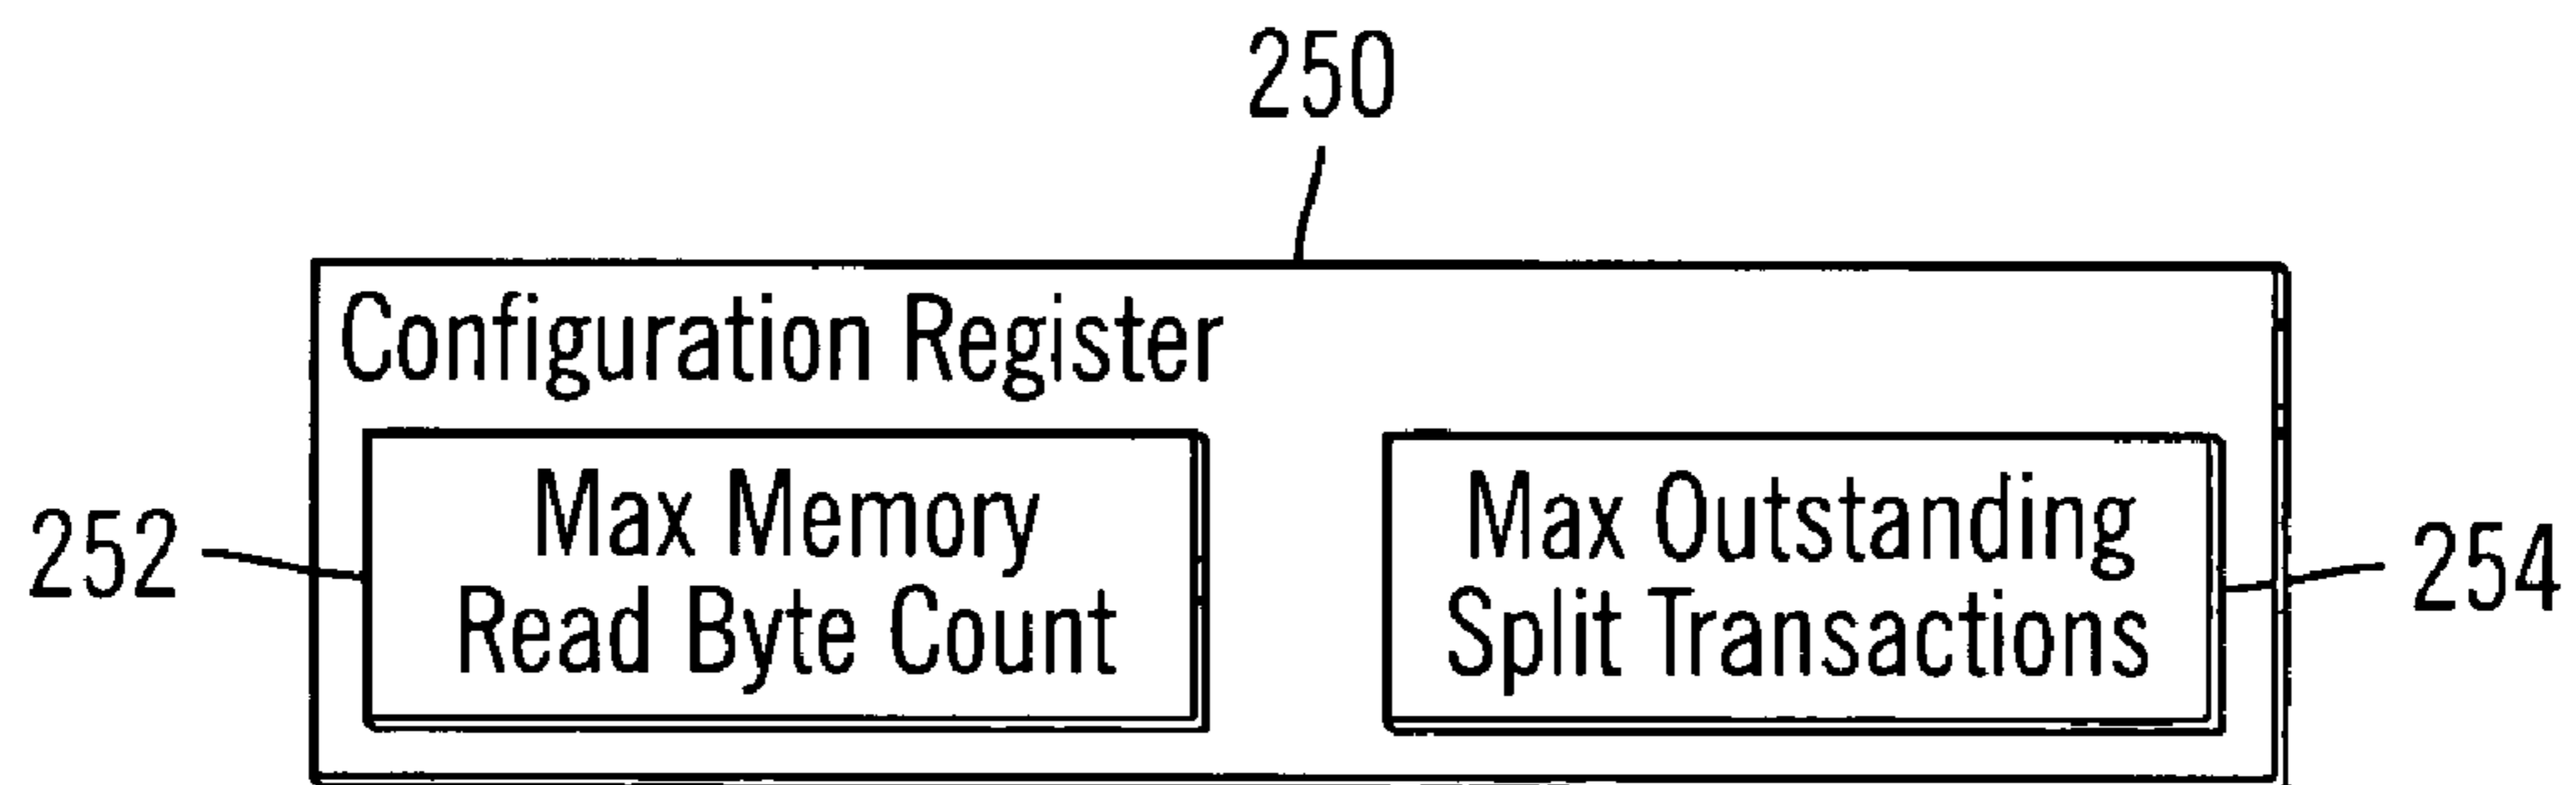 250
Configuration Register
252
Max Memory
Read Byte Count
Max Outstanding
Split Transactions
254